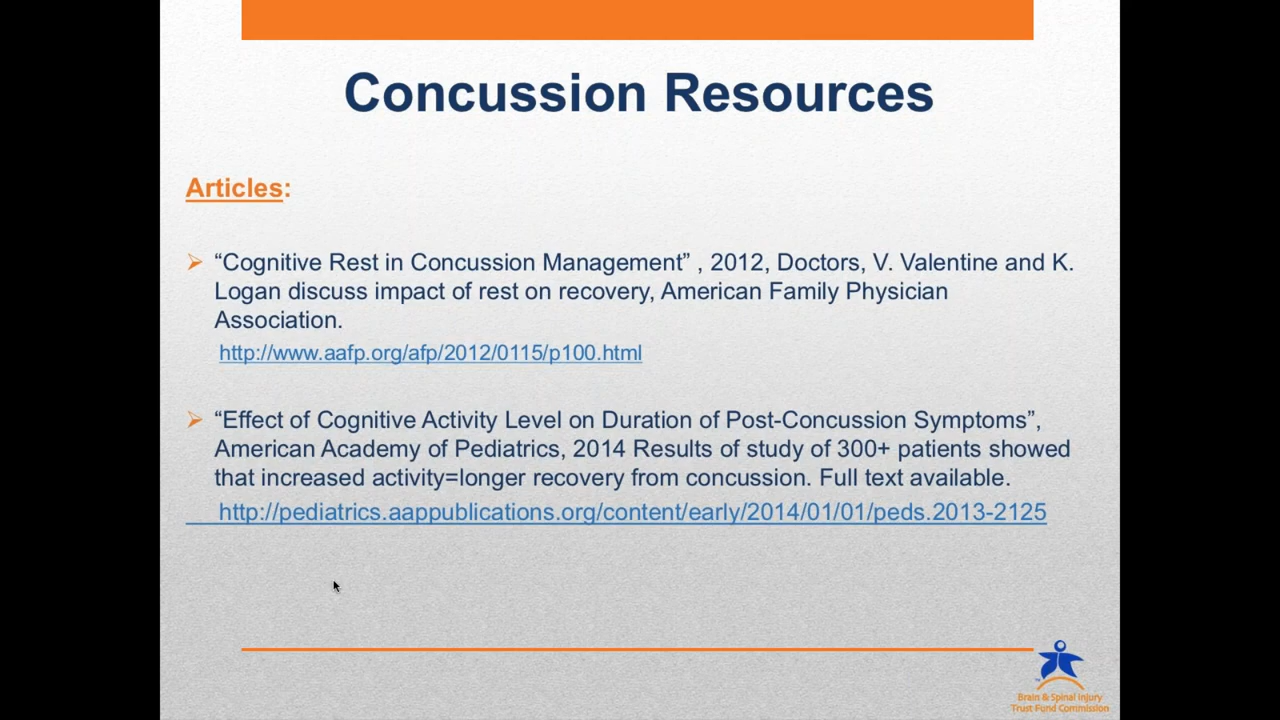 Concussion Resources
Articles:
“Cognitive Rest in Concussion Management” , 2012, Doctors, V. Valentine and K.
Logan discuss impact of rest on recovery, American Family Physician
Association.
http://www.aafp.org/afp/2012/0115/p100.html
“Effect of Cognitive Activity Level on Duration of Post-Concussion Symptoms”,
American Academy of Pediatrics, 2014 Results of study of 300+ patients showed
that increased activity=longer recovery from concussion. Full text available.
http://pediatrics.aappublications.org/content/early/2014/01/01/peds.2013-2125
Brain & Spinal Injury
Trust Fund Commission